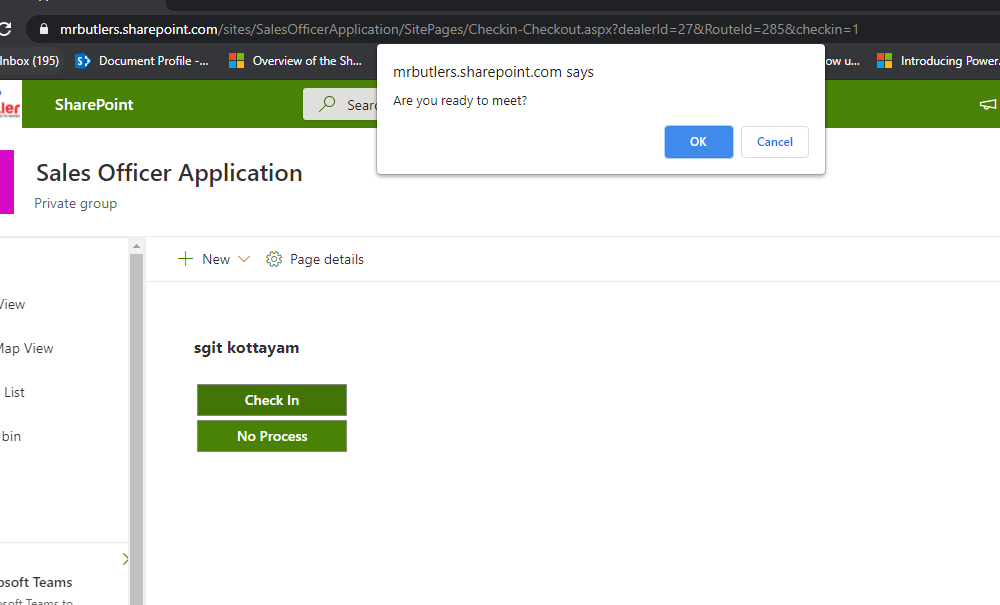 mrbutlers.sharepoint.com/sites/SalesOfficerApplication/SitePages/Checkin-Checkout.aspx?dealerId=27&RouteId=285&checkin=1
Inbox (195) Document Profile -... Overview of the Sh... ow u... Introducing Power.
mrbutlers.sharepoint.com says
Are you ready to meet?
OK Cancel
ler SharePoint Searc
Sales Officer Application
Private group
New Page details
View
Map View
List
bin
sgit kottayam
Check In
No Process
osoft Teams
osoft Teams to